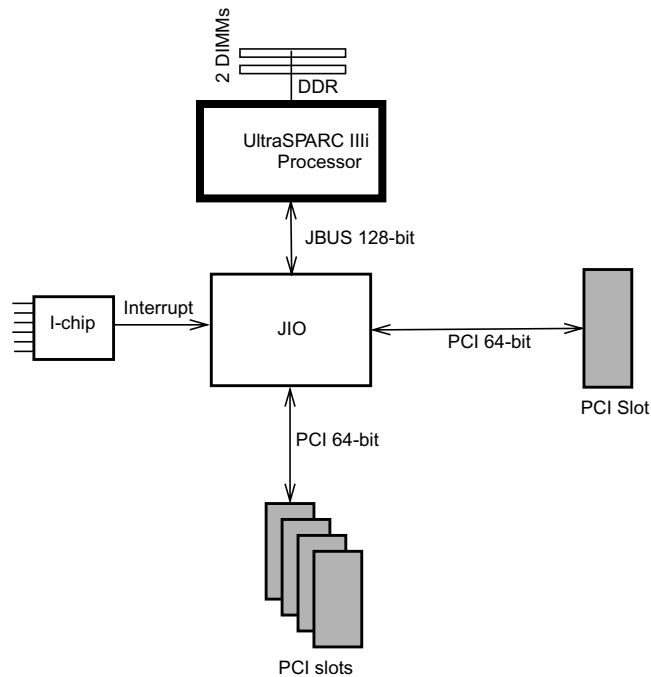 2 DIMMs
DDR
UltraSPARC IIIi
Processor
JBUS 128-bit
I-chip
Interrupt
JIO
PCI 64-bit
PCI Slot
PCI 64-bit
PCI slots